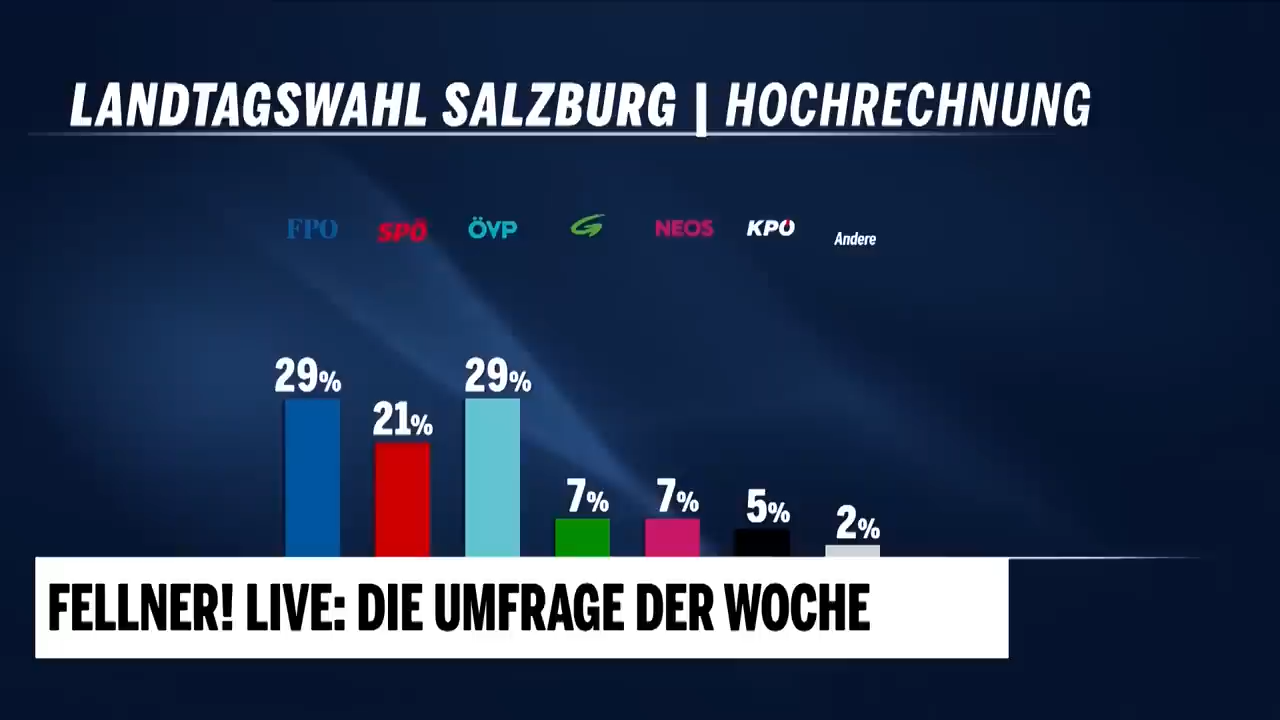 LANDTAGSWAHL SALZBURG | HOCHRECHNUNG
FPÖ SPÖ ÖVP G NEOS KPÖ Andere
29% 21% 29% 7% 7% 5% 2%
FELLNER! LIVE: DIE UMFRAGE DER WOCHE